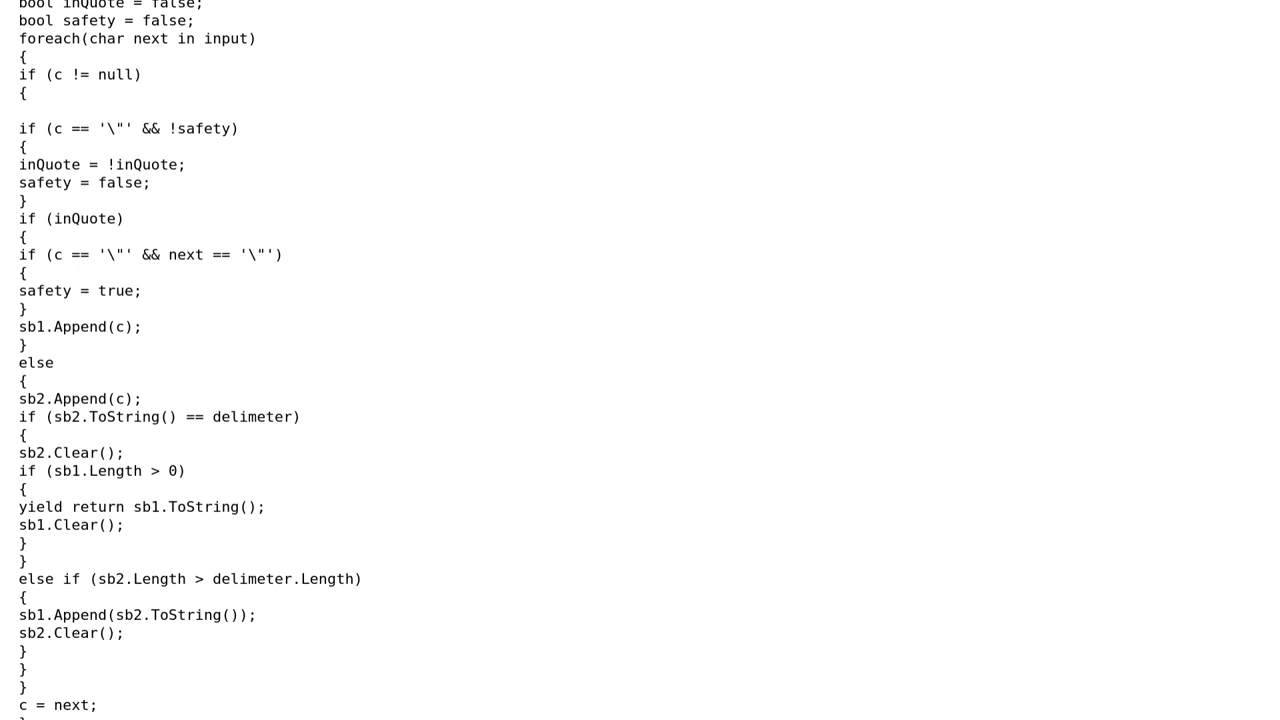 bool inQuote = false;
bool safety = false;
foreach(char next in input)
{
if (c != null)
{
if (c == '\"' && !safety)
{
inQuote = !inQuote;
safety = false;
}
if (inQuote)
{
if (c == '\"' && next == '\"')
{
safety = true;
}
sb1.Append(c);
}
else
{
sb2.Append(c);
if (sb2.ToString() == delimeter)
{
sb2.Clear();
if (sb1.Length > 0)
{
yield return sb1.ToString();
sb1.Clear();
}
}
else if (sb2.Length > delimeter.Length)
{
sb1.Append(sb2.ToString());
sb2.Clear();
}
}
}
c = next;
}